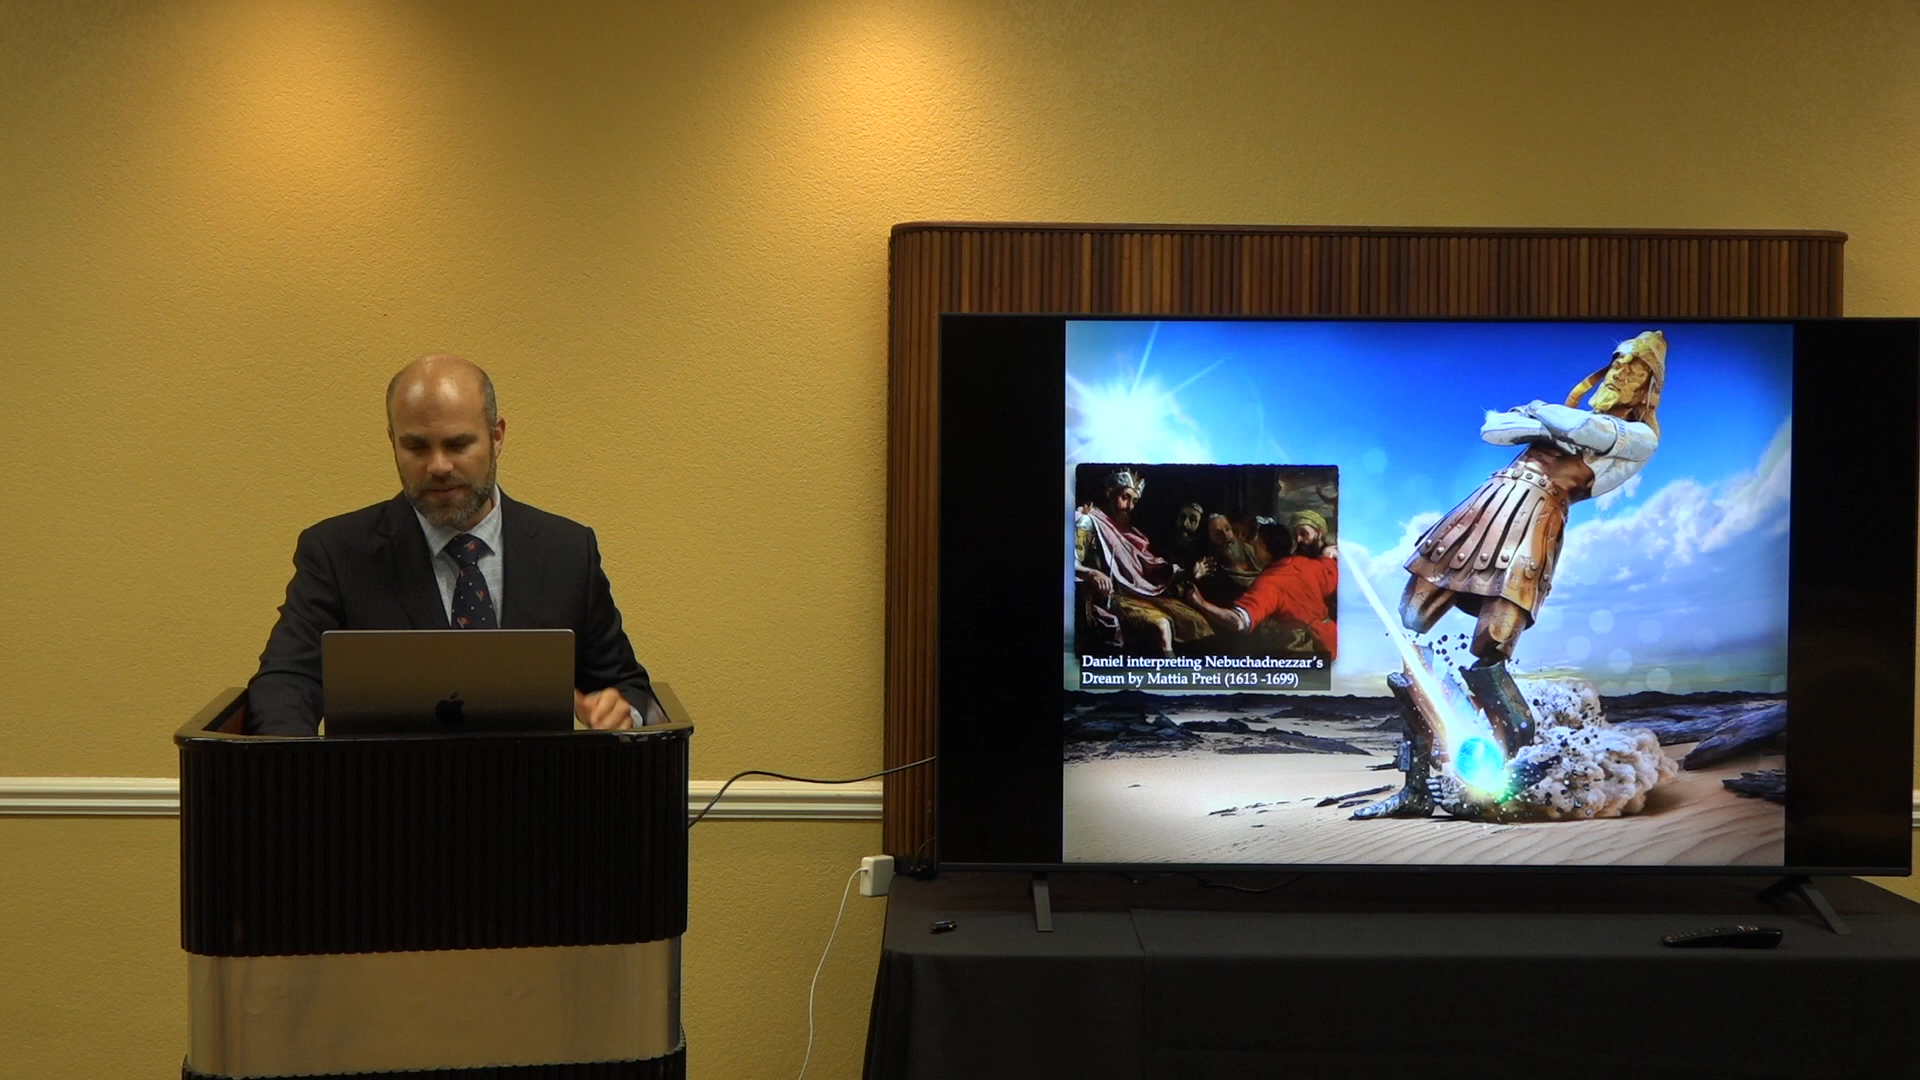 Daniel interpreting Nebuchadnezzar's
Dream by Mattia Preti (1613 -1699)